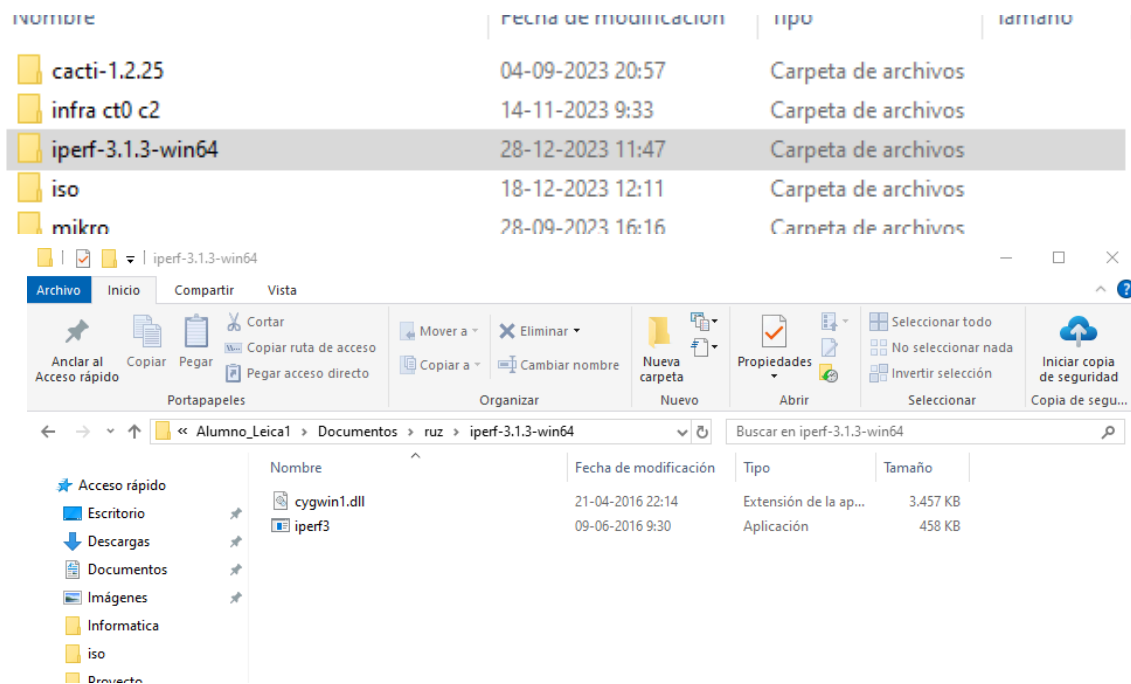 Nombre Fecha de modificación Tipo Tamaño
cacti-1.2.25 04-09-2023 20:57 Carpeta de archivos
infra ct0 c2 14-11-2023 9:33 Carpeta de archivos
iperf-3.1.3-win64 28-12-2023 11:47 Carpeta de archivos
iso 18-12-2023 12:11 Carpeta de archivos
mikro 28-09-2023 16:16 Carpeta de archivos
iperf-3.1.3-win64
Archivo Inicio Compartir Vista
Anclar al Acceso rápido
Copiar
Pegar
Cortar
Copiar ruta de acceso
Pegar acceso directo
Portapapeles
Mover a
Copiar a
Eliminar
Cambiar nombre
Organizar
Nueva carpeta
Nuevo
Propiedades
Abrir
Seleccionar todo
No seleccionar nada
Invertir selección
Seleccionar
Iniciar copia de seguridad
Copia de segu...
« Alumno_Leica1 > Documentos > ruz > iperf-3.1.3-win64 Buscar en iperf-3.1.3-win64
Nombre Fecha de modificación Tipo Tamaño
cygwin1.dll 21-04-2016 22:14 Extensión de la ap... 3.457 KB
iperf3 09-06-2016 9:30 Aplicación 458 KB
Acceso rápido
Escritorio
Descargas
Documentos
Imágenes
Informatica
iso
Proyecto